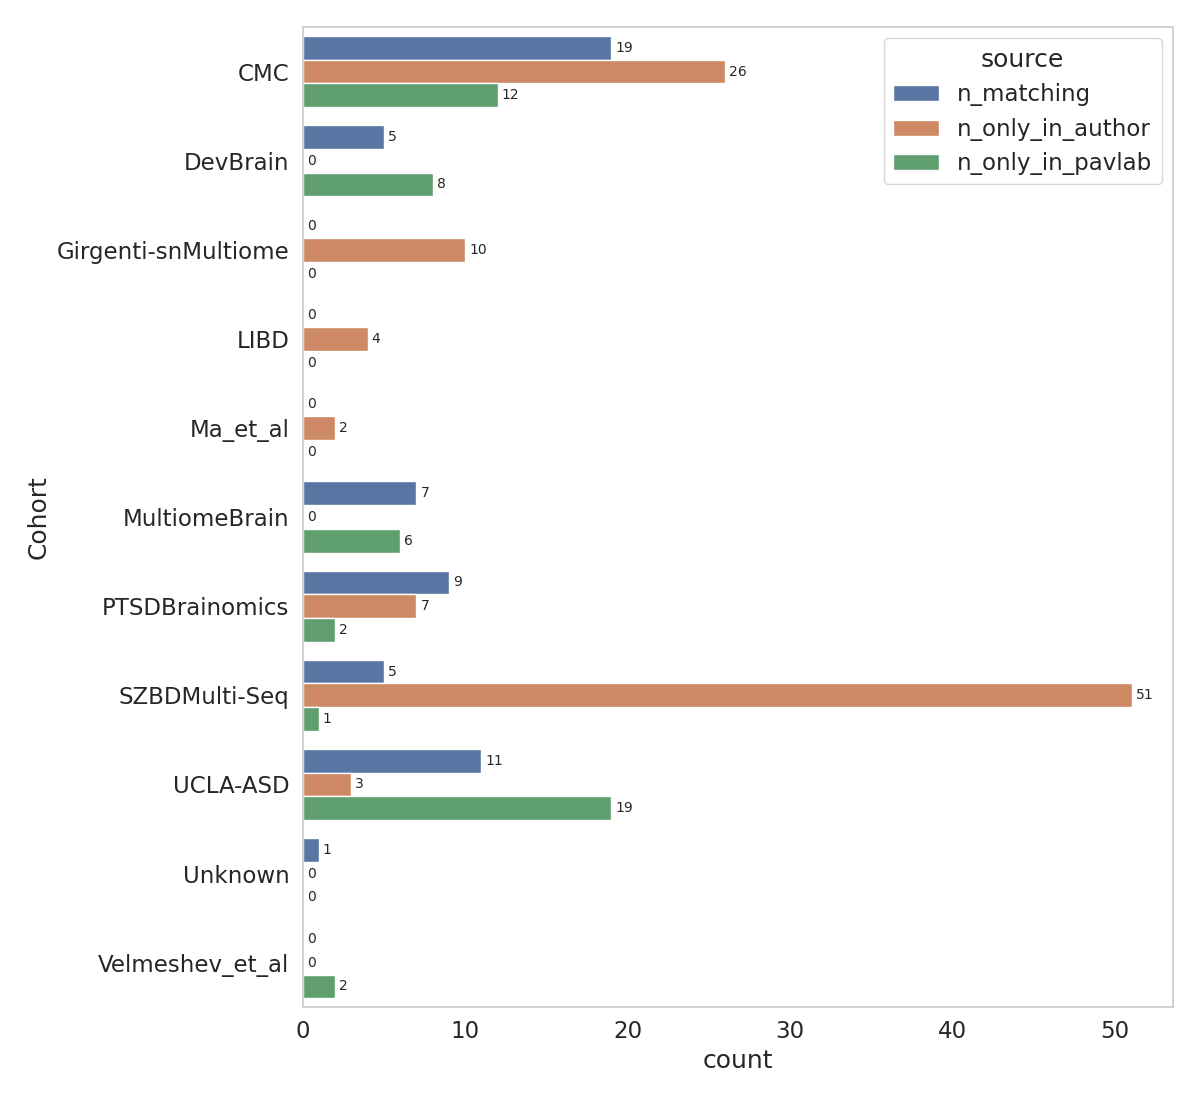 source
n_matching
n_only_in_author
n_only_in_pavlab
Cohort
CMC
19
26
12
DevBrain
5
0
8
Girgenti-snMultiome
0
10
0
LIBD
0
4
0
Ma_et_al
0
2
0
MultiomeBrain
7
0
6
PTSDBrainomics
9
7
2
SZBDMulti-Seq
5
51
1
UCLA-ASD
11
3
19
Unknown
1
0
0
Velmeshev_et_al
0
0
2
0 10 20 30 40 50
count